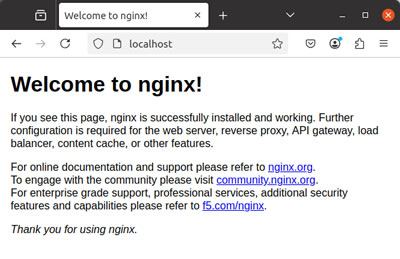 Welcome to nginx!
localhost
Welcome to nginx!
If you see this page, nginx is successfully installed and working. Further
configuration is required for the web server, reverse proxy, API gateway, load
balancer, content cache, or other features.
For online documentation and support please refer to nginx.org.
To engage with the community please visit community.nginx.org.
For enterprise grade support, professional services, additional security
features and capabilities please refer to f5.com/nginx.
Thank you for using nginx.